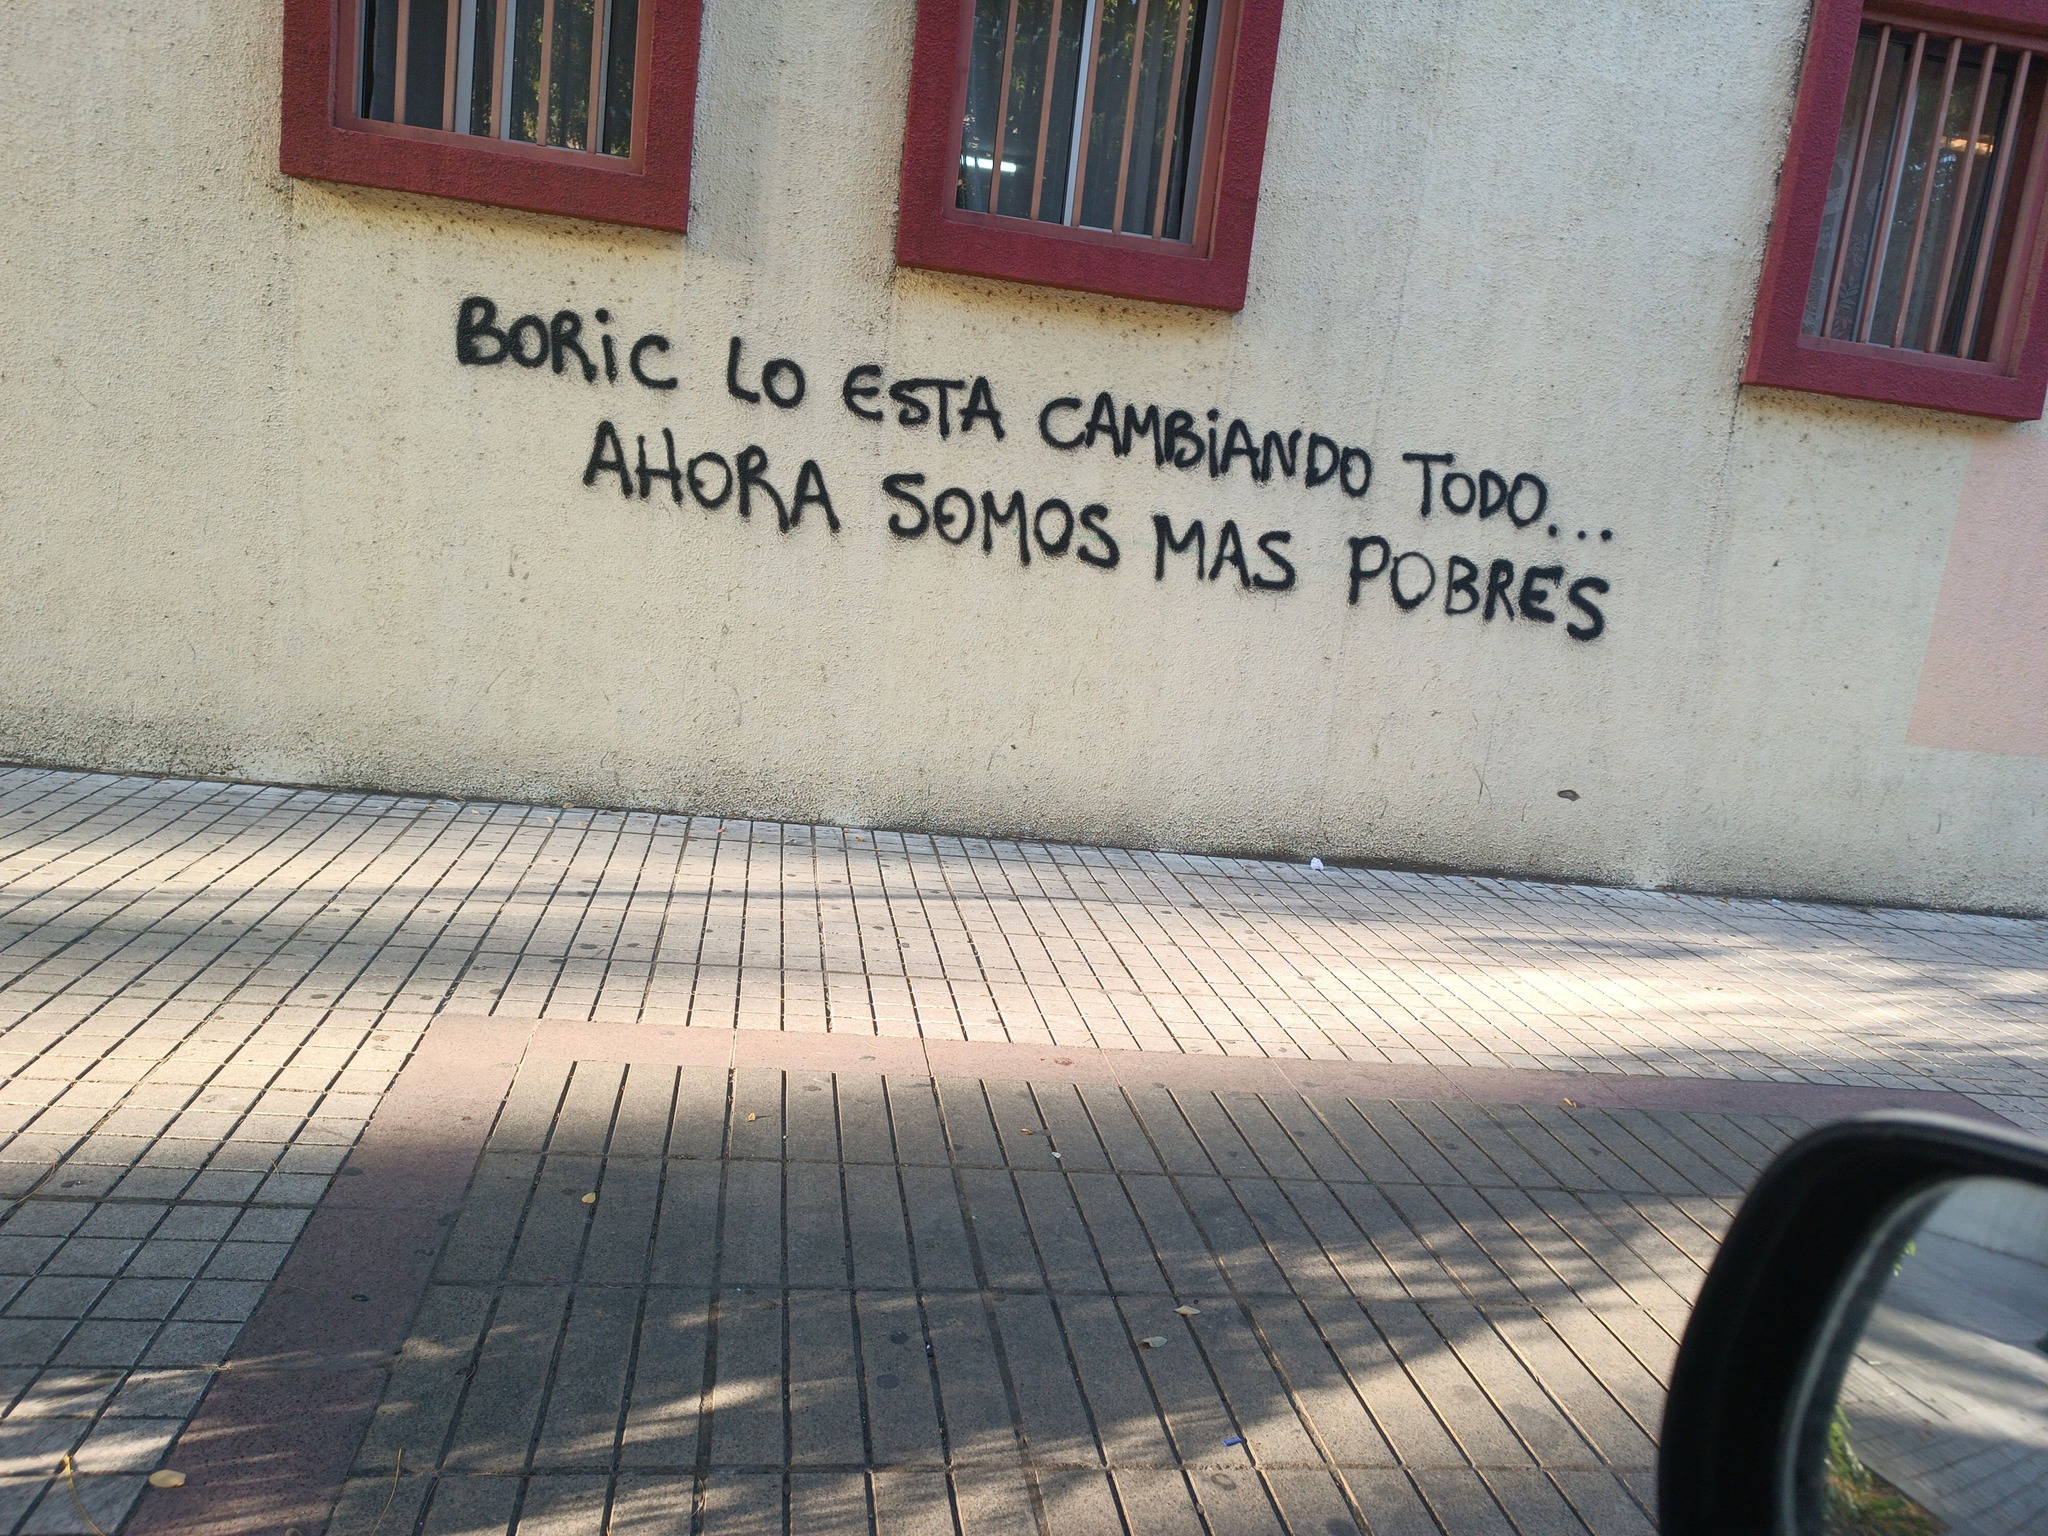 BORiC LO ESTA CAMBiANDO TODO...
AHORA SOMOS MAS POBRES